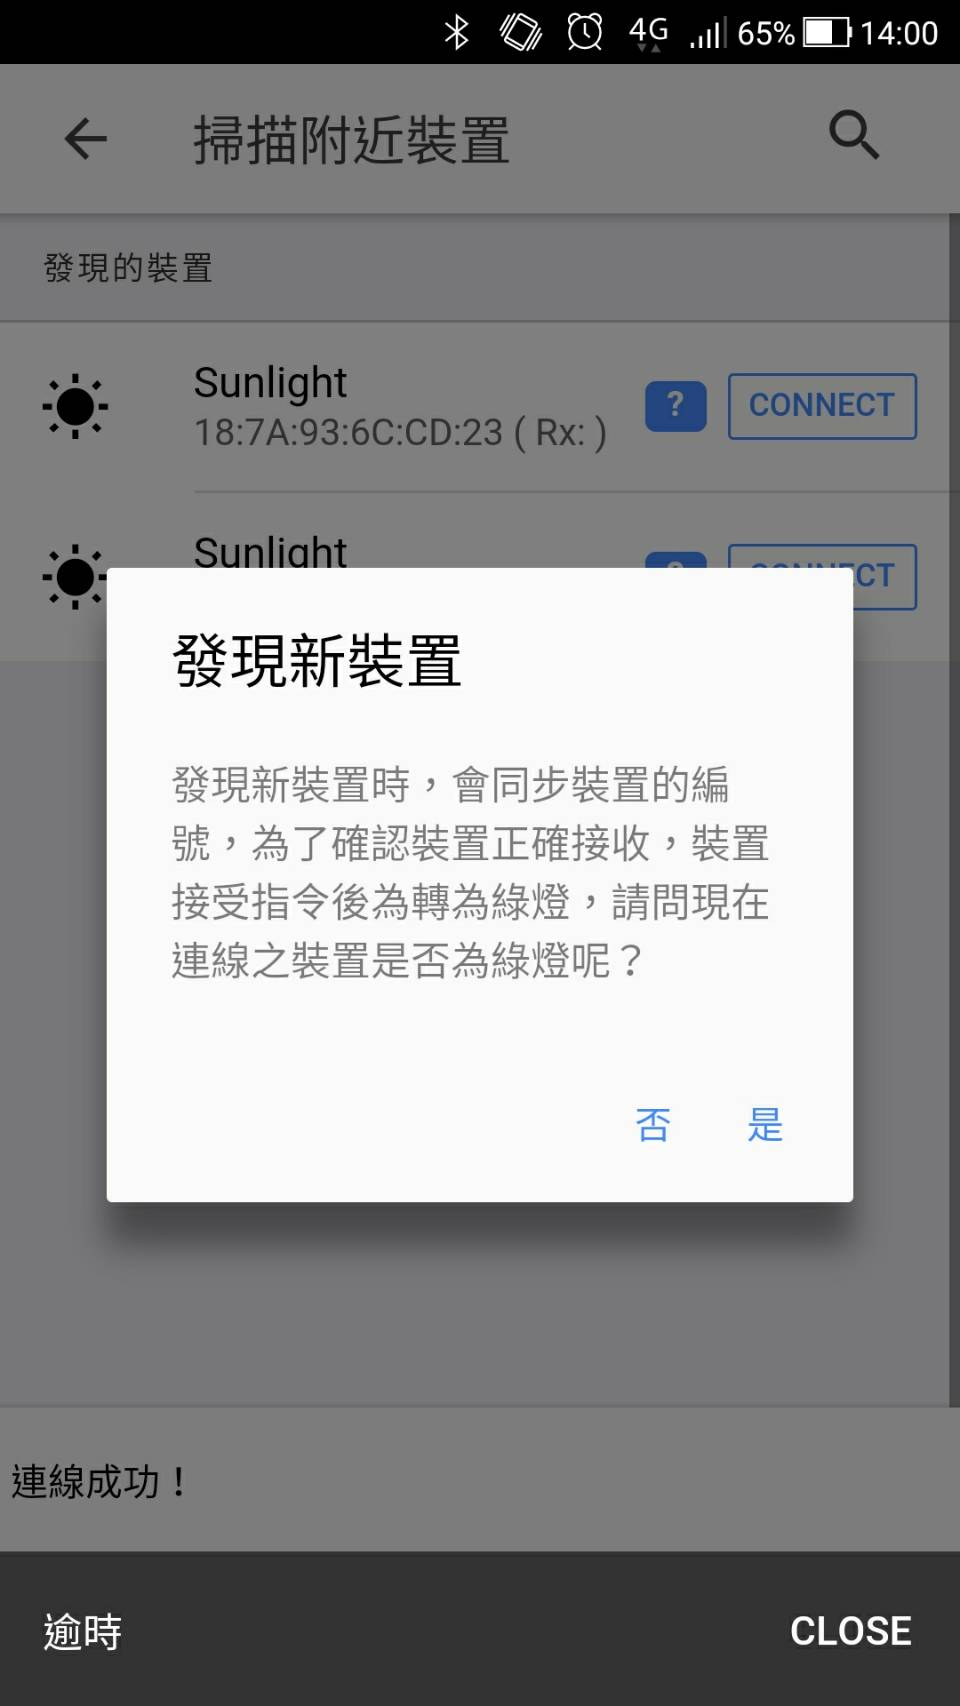 4G 65% 14:00
掃描附近裝置
發現的裝置
Sunlight
18:7A:93:6C:CD:23 ( Rx: )
? CONNECT
Sunlight
CONNECT
發現新裝置
發現新裝置時，會同步裝置的編
號，為了確認裝置正確接收，裝置
接受指令後為轉為綠燈，請問現在
連線之裝置是否為綠燈呢？
否 是
連線成功！
逾時 CLOSE